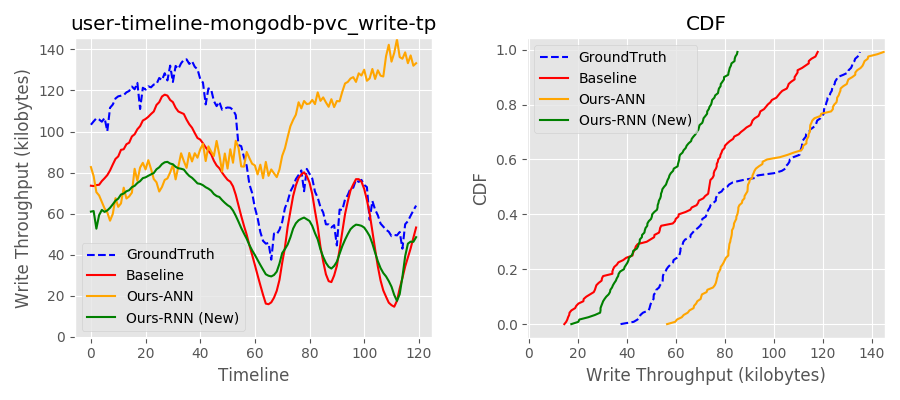 user-timeline-mongodb-pvc_write-tp
Write Throughput (kilobytes)
140
120
100
80
60
40
20
0
GroundTruth
Baseline
Ours-ANN
Ours-RNN (New)
0
20
40
60
80
100
120
Timeline
CDF
CDF
1.0
0.8
0.6
0.4
0.2
0.0
GroundTruth
Baseline
Ours-ANN
Ours-RNN (New)
0
20
40
60
80
100
120
140
Write Throughput (kilobytes)